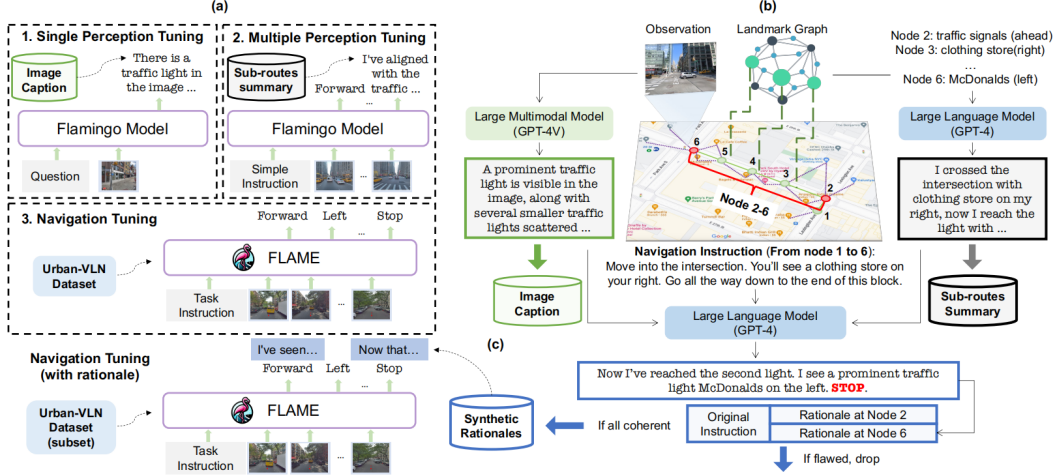 (a)
1. Single Perception Tuning
Image
Caption
There is a
traffic light in
the image ...
Flamingo Model
Question
2. Multiple Perception Tuning
Sub-routes
summary
I've aligned
with the
traffic ...
Forward
...
Flamingo Model
Simple
Instruction
...
3. Navigation Tuning
Forward
Left
Stop
...
Urban-VLN
Dataset
FLAME
Task
Instruction
...
Navigation Tuning
(with rationale)
I've seen...
Now that...
Forward
Left
Stop
...
Urban-VLN
Dataset
(subset)
FLAME
Task
Instruction
...
(b)
Observation
Landmark Graph
Node 2: traffic signals (ahead)
Node 3: clothing store(right)
...
Node 6: McDonalds (left)
Large Multimodal Model
(GPT-4V)
Large Language Model
(GPT-4)
A prominent traffic
light is visible in the
image, along with
several smaller traffic
lights scattered ...
6
5
4
3
2
1
Node 2-6
I crossed the
intersection with
clothing store on my
right, now I reach the
light with ...
Navigation Instruction (From node 1 to 6):
Move into the intersection. You'll see a clothing store on
your right. Go all the way down to the end of this block.
Image
Caption
Sub-routes
Summary
Large Language Model
(GPT-4)
(c)
Now I've reached the second light. I see a prominent traffic
light McDonalds on the left. STOP.
Synthetic
Rationales
If all coherent
Original
Instruction
Rationale at Node 2
Rationale at Node 6
If flawed, drop